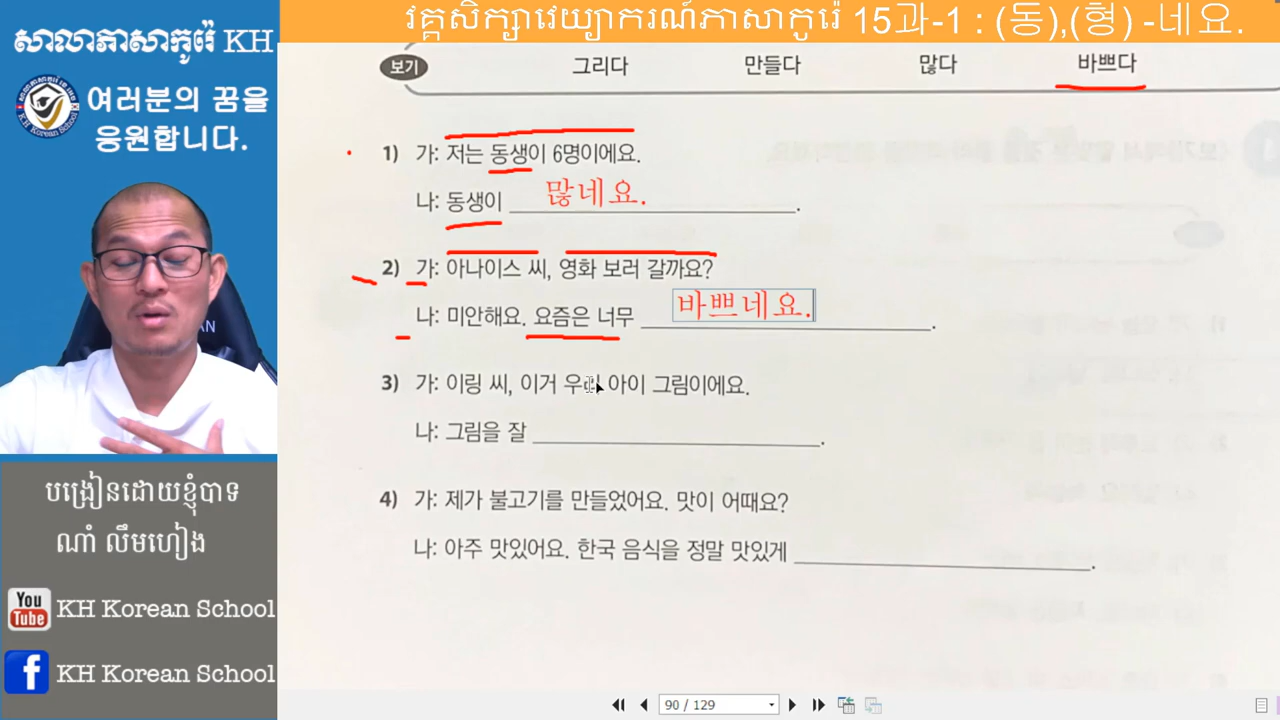 វគ្គសិក្សាវេយ្យាករណ៍ភាសាកូរ៉េ 15과-1 : (동),(형) -네요.
សាលាភាសាកូរ៉េ KH
여러분의 꿈을
응원합니다.
보기 그리다 만들다 많다 바쁘다
1) 가: 저는 동생이 6명이에요.
나: 동생이 많네요. .
2) 가: 아나이스 씨, 영화 보러 갈까요?
나: 미안해요. 요즘은 너무 바쁘네요. .
3) 가: 이링 씨, 이거 아이 그림이에요.
나: 그림을 잘 .
4) 가: 제가 불고기를 만들었어요. 맛이 어때요?
나: 아주 맛있어요. 한국 음식을 정말 맛있게 .
បង្រៀនដោយខ្ញុំបាទ
ណាំ លឹមហៀង
You Tube KH Korean School
KH Korean School
90 / 129